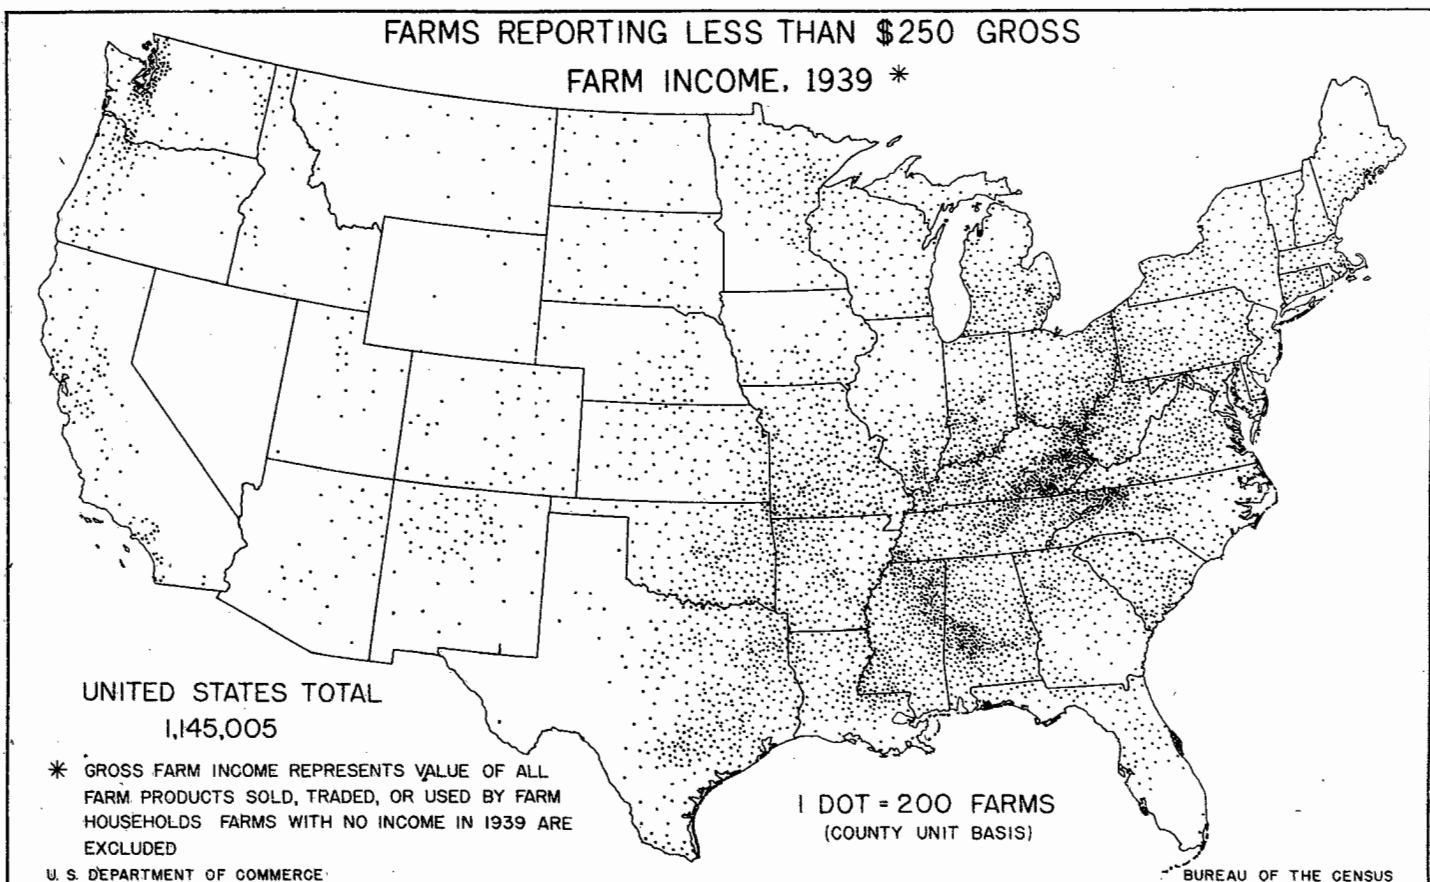 FARMS REPORTING LESS THAN $250 GROSS
FARM INCOME, 1939 *
UNITED STATES TOTAL
1,145,005
* GROSS FARM INCOME REPRESENTS VALUE OF ALL
FARM PRODUCTS SOLD, TRADED, OR USED BY FARM
HOUSEHOLDS FARMS WITH NO INCOME IN 1939 ARE
EXCLUDED
1 DOT = 200 FARMS
(COUNTY UNIT BASIS)
U. S. DEPARTMENT OF COMMERCE
BUREAU OF THE CENSUS